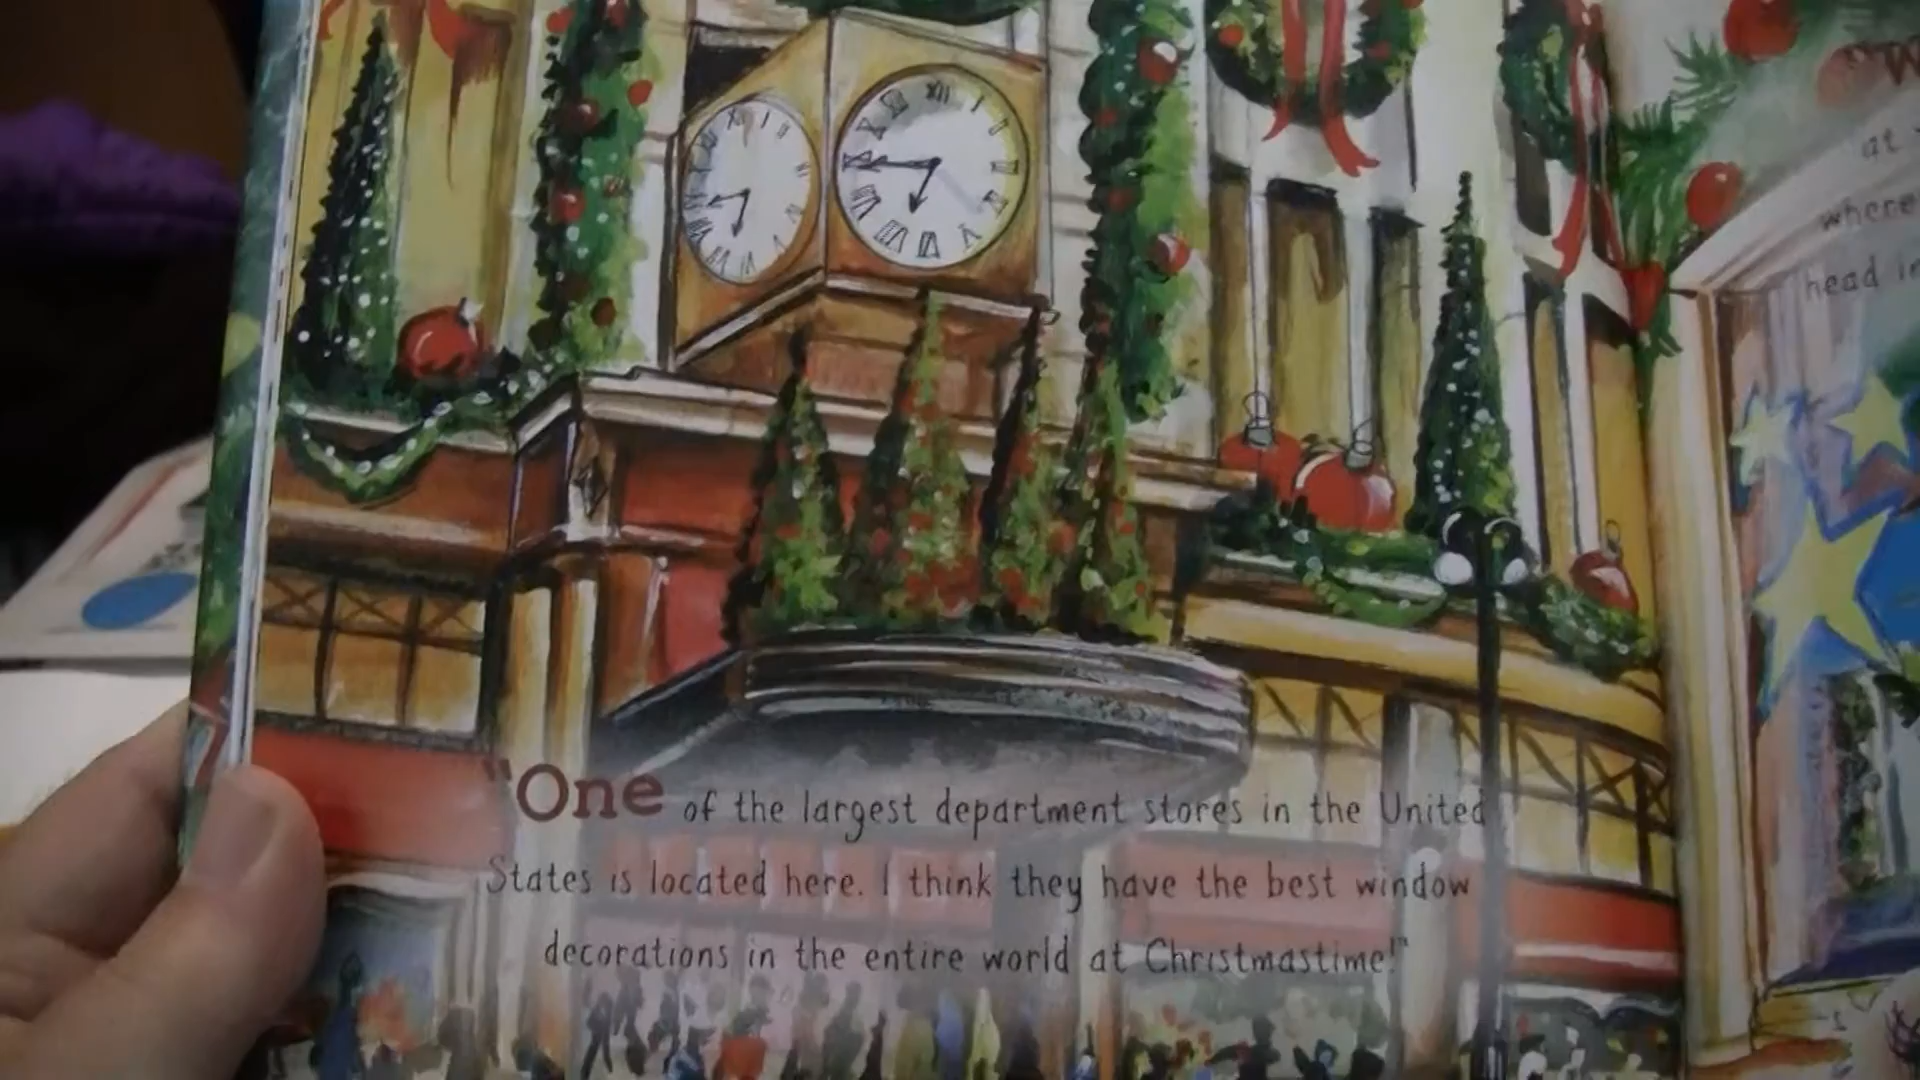 "One of the largest department stores in the United
States is located here. I think they have the best window
decorations in the entire world at Christmastime!"
at
where
head